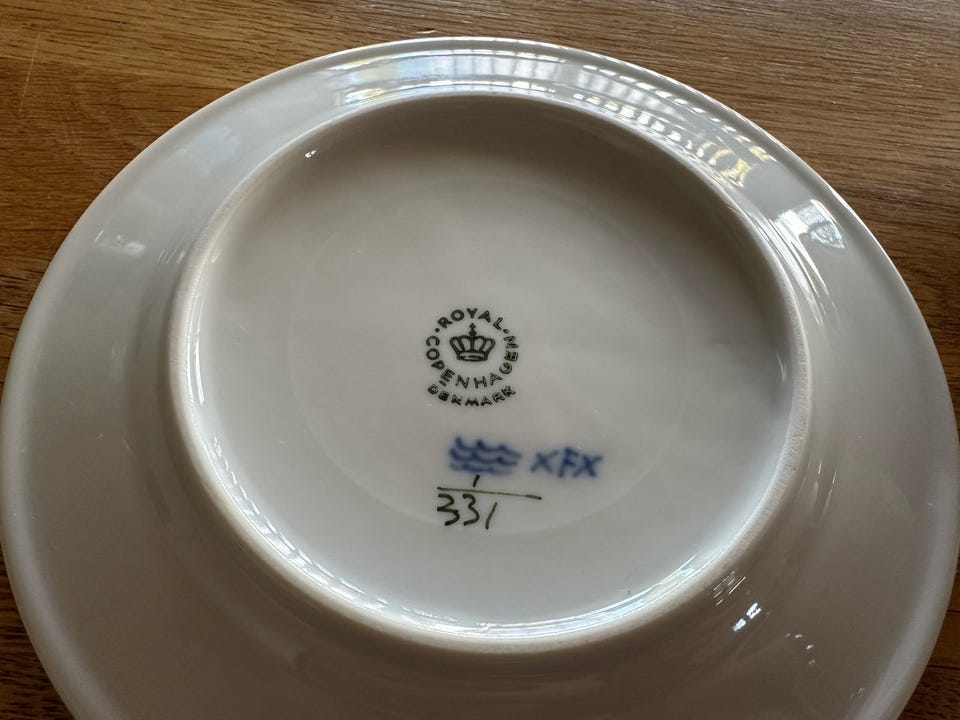 ROYAL
COPENHAGEN
DENMARK
XFX
1
331